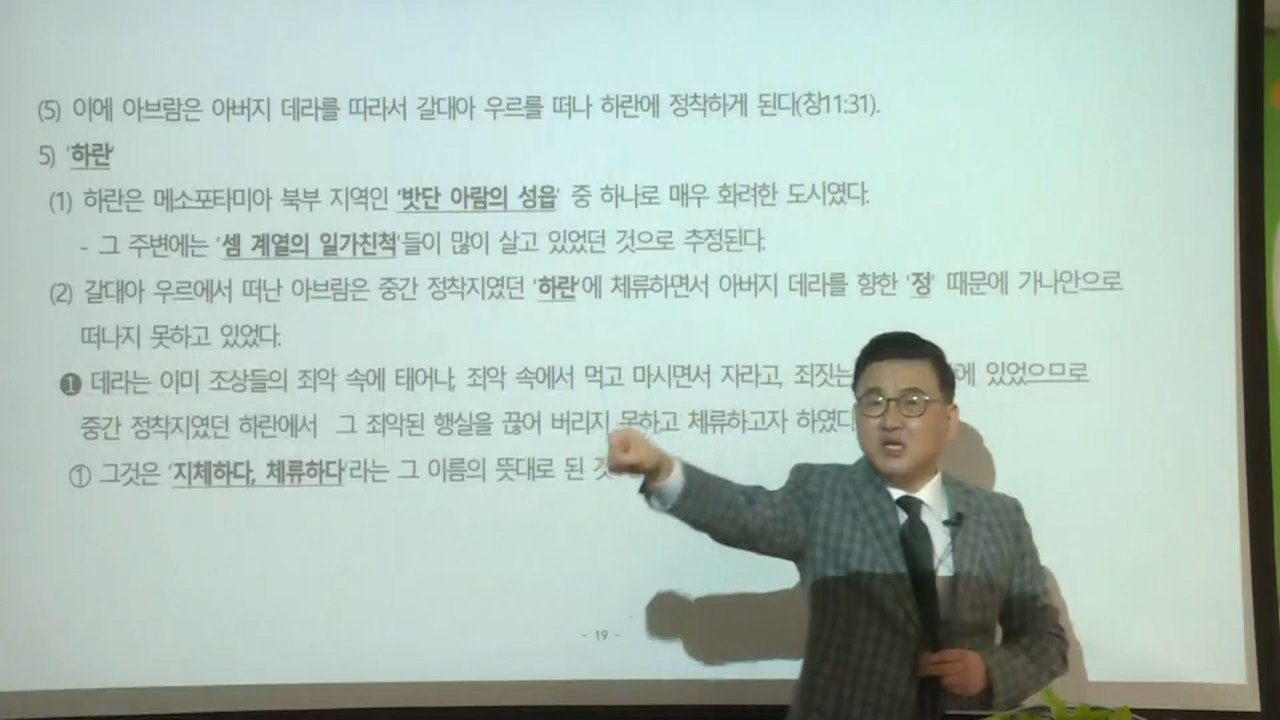 (5) 이에 아브람은 아버지 데라를 따라서 갈대아 우르를 떠나 하란에 정착하게 된다(창11:31).
5) '하란'
(1) 하란은 메소포타미아 북부 지역인 '밧단 아람의 성읍' 중 하나로 매우 화려한 도시였다.
- 그 주변에는 '셈 계열의 일가친척'들이 많이 살고 있었던 것으로 추정된다.
(2) 갈대아 우르에서 떠난 아브람은 중간 정착지였던 '하란'에 체류하면서 아버지 데라를 향한 '정' 때문에 가나안으로
떠나지 못하고 있었다.
❶ 데라는 이미 조상들의 죄악 속에 태어나, 죄악 속에서 먹고 마시면서 자라고, 죄짓는 에 있었으므로
중간 정착지였던 하란에서 그 죄악된 행실을 끊어 버리지 못하고 체류하고자 하였다
① 그것은 '지체하다, 체류하다'라는 그 이름의 뜻대로 된
- 19 -